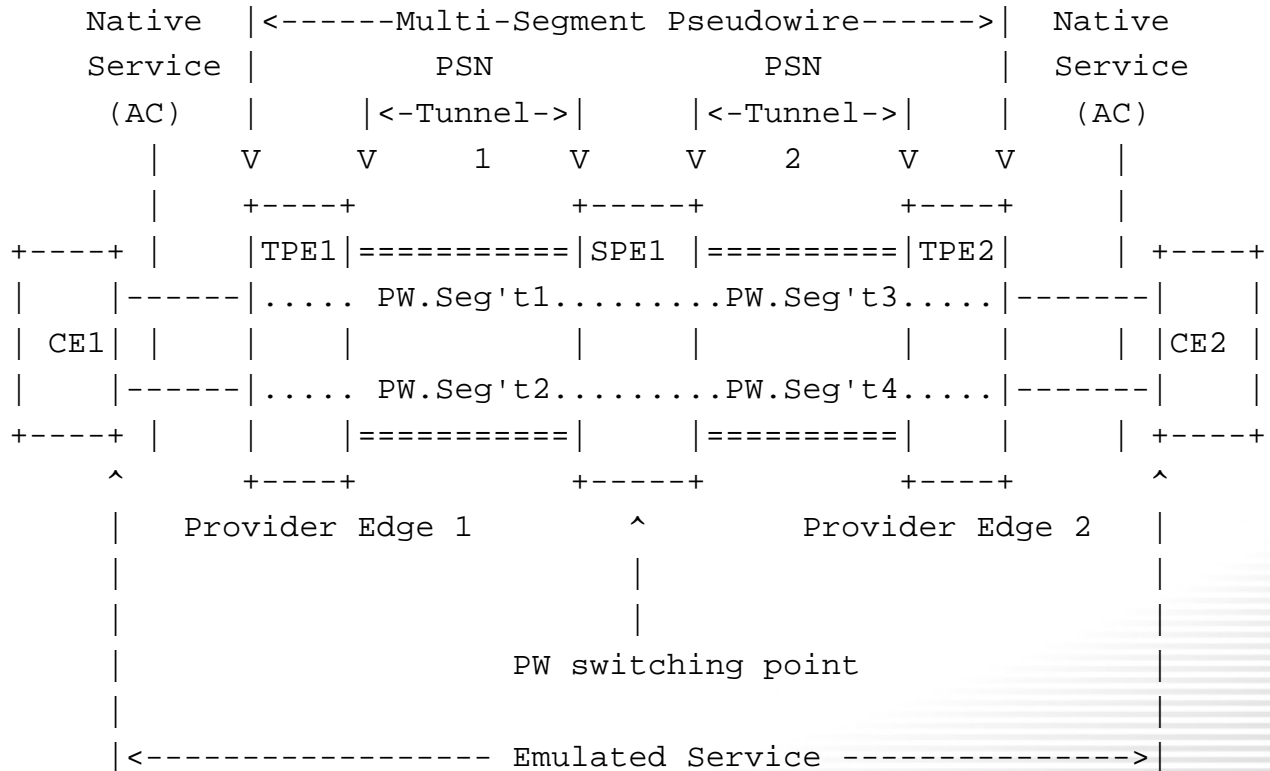 Native |<------Multi-Segment Pseudowire------>| Native
Service | PSN PSN | Service
(AC) | |<-Tunnel->| |<-Tunnel->| | (AC)
| V V 1 V V 2 V V |
| +----+ +-----+ +----+ |
+----+ | |TPE1|===========|SPE1 |==========|TPE2| | +----+
| |------|..... PW.Seg't1.........PW.Seg't3.....|-------| |
| CE1| | | | | | | | | |CE2 |
| |------|..... PW.Seg't2.........PW.Seg't4.....|-------| |
+----+ | | |===========| |==========| | | +----+
^ +----+ +-----+ +----+ ^
| Provider Edge 1 ^ Provider Edge 2 |
| | |
| | |
| PW switching point |
| |
|<------------------ Emulated Service --------------->|